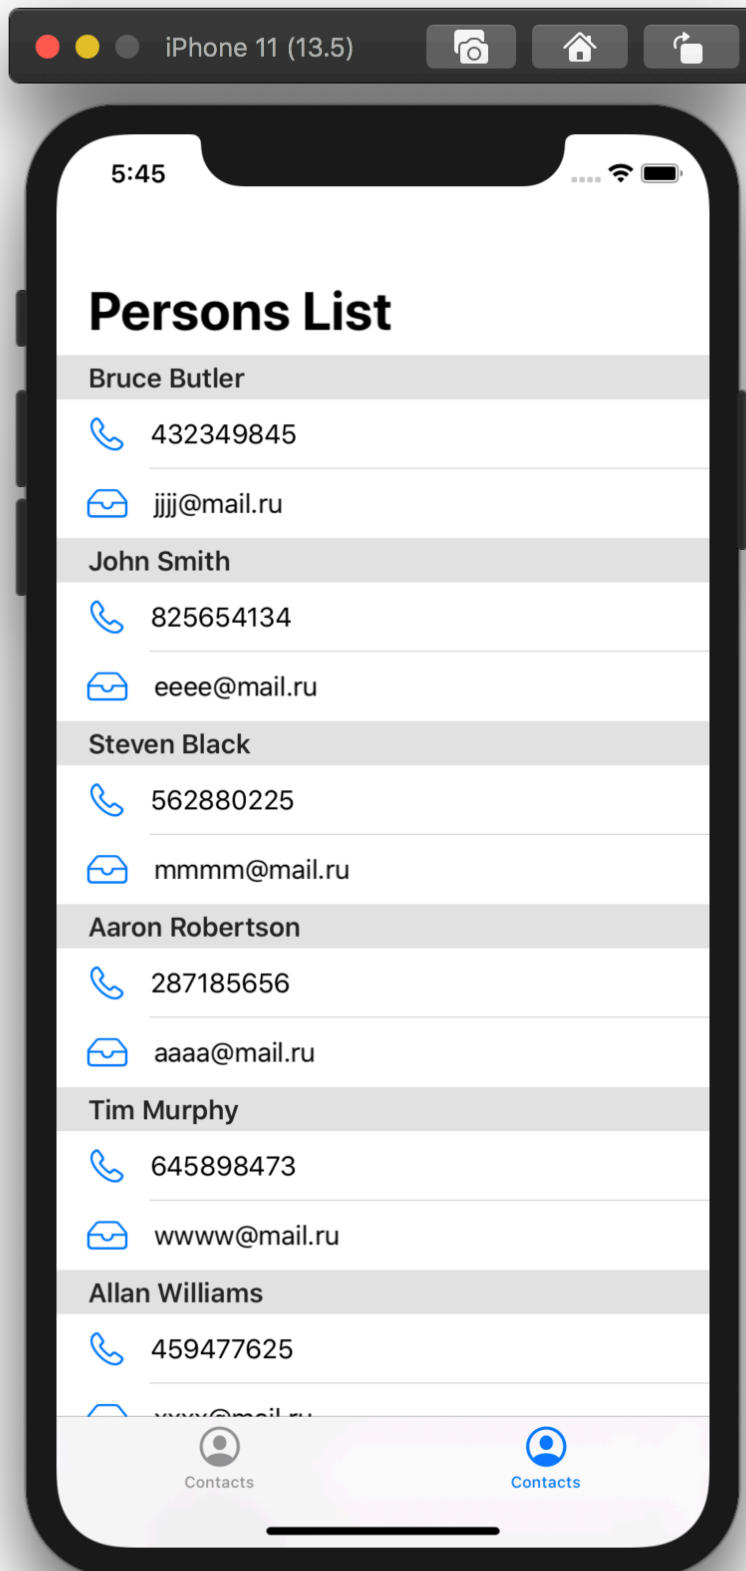 iPhone 11 (13.5)
5:45
Persons List
Bruce Butler
432349845
jjjj@mail.ru
John Smith
825654134
eeee@mail.ru
Steven Black
562880225
mmmm@mail.ru
Aaron Robertson
287185656
aaaa@mail.ru
Tim Murphy
645898473
wwww@mail.ru
Allan Williams
459477625
Contacts
Contacts